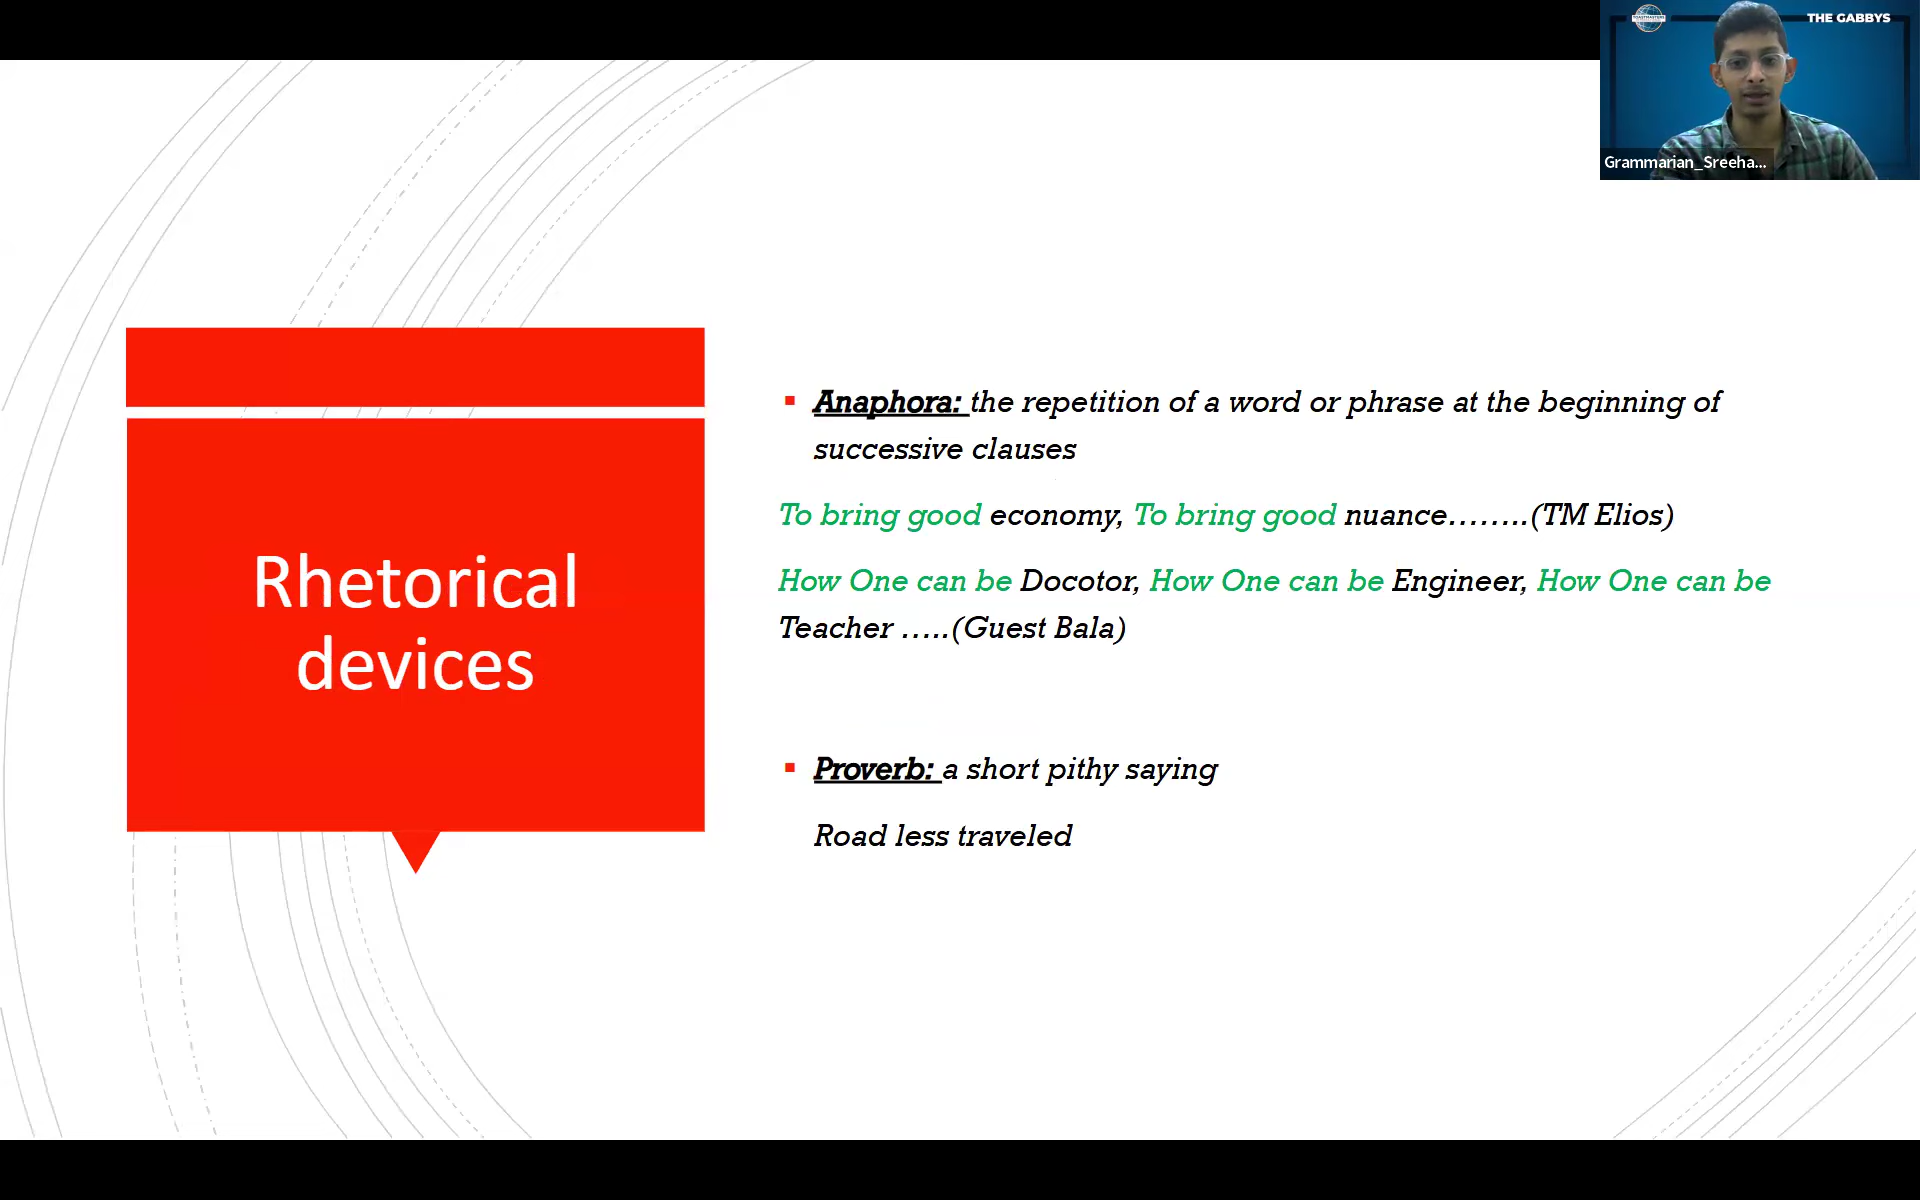 THE GABBYS
Grammarian_Sreeha...
Rhetorical
devices
Anaphora: the repetition of a word or phrase at the beginning of
successive clauses
To bring good economy, To bring good nuance........(TM Elios)
How One can be Docotor, How One can be Engineer, How One can be
Teacher .....(Guest Bala)
Proverb: a short pithy saying
Road less traveled